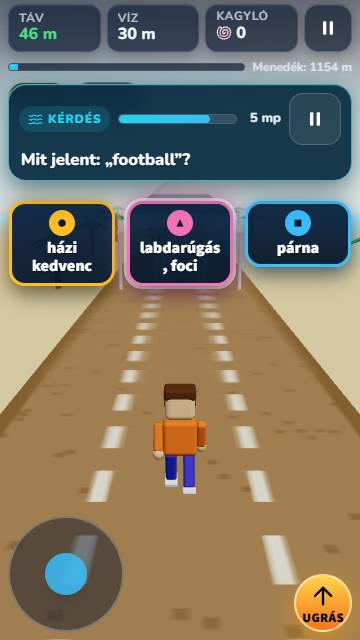 TÁV
46 m
VÍZ
30 m
KAGYLÓ
0
Menedék: 1154 m
KÉRDÉS
5 mp
Mit jelent: „football”?
házi
kedvenc
labdarúgás
, foci
párna
UGRÁS